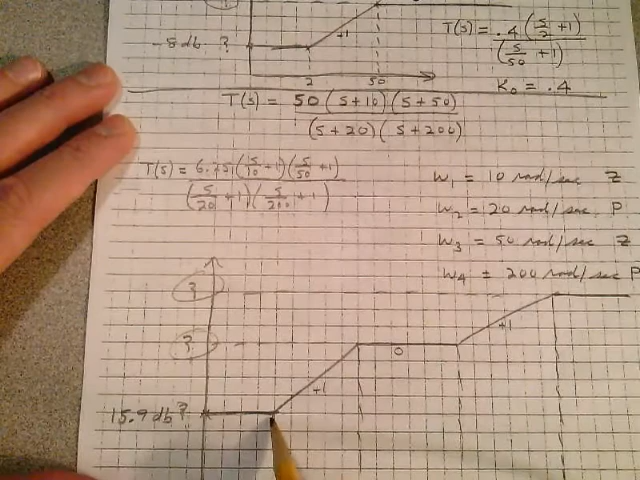 T(s) = .4 (s/2 +1)
(s/50 +1)
-8 db ?
+1
2 50
K₀ = .4
T(s) = 50 (s+10)(s+50)
(s+20)(s+200)
T(s) = 6.25 (s/10 +1)(s/50 +1)
(s/20 +1)(s/200 +1)
W₁ = 10 rad/sec Z
W₂ = 20 rad/sec P
W₃ = 50 rad/sec Z
W₄ = 200 rad/sec P
?
+1
?
0
+1
15.9 db ?